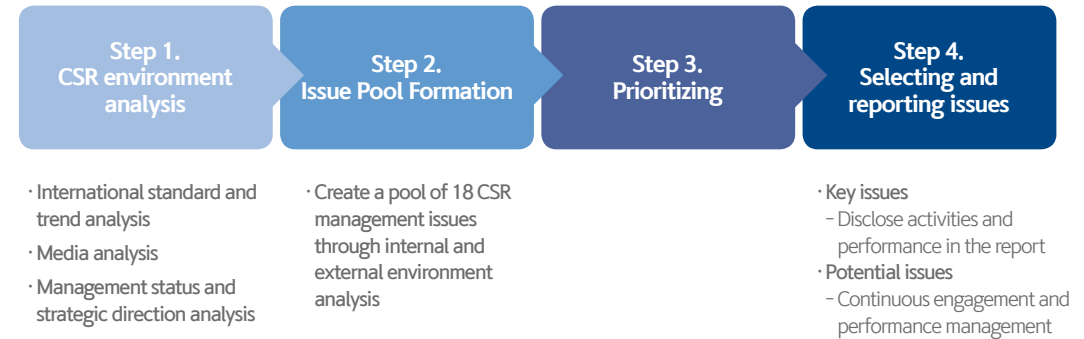 Step 1.
CSR environment
analysis
Step 2.
Issue Pool Formation
Step 3.
Prioritizing
Step 4.
Selecting and
reporting issues
· International standard and
trend analysis
· Media analysis
· Management status and
strategic direction analysis
· Create a pool of 18 CSR
management issues
through internal and
external environment
analysis
· Key issues
– Disclose activities and
performance in the report
· Potential issues
– Continuous engagement and
performance management